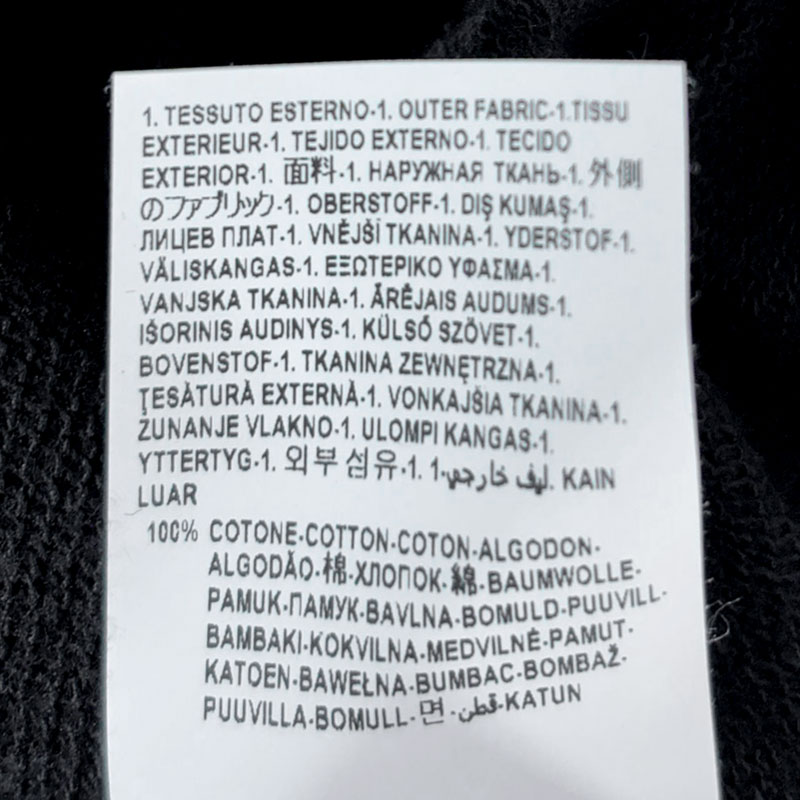 1. TESSUTO ESTERNO-1. OUTER FABRIC-1.TISSU
EXTERIEUR-1. TEJIDO EXTERNO-1. TECIDO
EXTERIOR-1. 面料-1. НАРУЖНАЯ ТКАНЬ-1. 外側
のファブリック-1. OBERSTOFF-1. DIŞ KUMAŞ-1.
ЛИЦЕВ ПЛАТ-1. VNĚJŠÍ TKANINA-1. YDERSTOF-1.
VÄLISKANGAS-1. ΕΞΩΤΕΡΙΚΟ ΥΦΑΣΜΑ-1.
VANJSKA TKANINA-1. ĀRĒJAIS AUDUMS-1.
IŠORINIS AUDINYS-1. KÜLSŐ SZÖVET-1.
BOVENSTOF-1. TKANINA ZEWNĘTRZNA-1.
ŢESĂTURĂ EXTERNĂ-1. VONKAJŠIA TKANINA-1.
ZUNANJE VLAKNO-1. ULOMPI KANGAS-1.
YTTERTYG-1. 외부 섬유-1. 1-ليف خارجي. KAIN
LUAR
100% COTONE-COTTON-COTON-ALGODON-
ALGODÃO-棉-ХЛОПОК-綿-BAUMWOLLE-
PAMUK-ПАМУК-BAVLNA-BOMULD-PUUVILL-
BAMBAKI-KOKVILNA-MEDVILNĖ-PAMUT-
KATOEN-BAWEŁNA-BUMBAC-BOMBAŽ-
PUUVILLA-BOMULL-면-قطن-KATUN